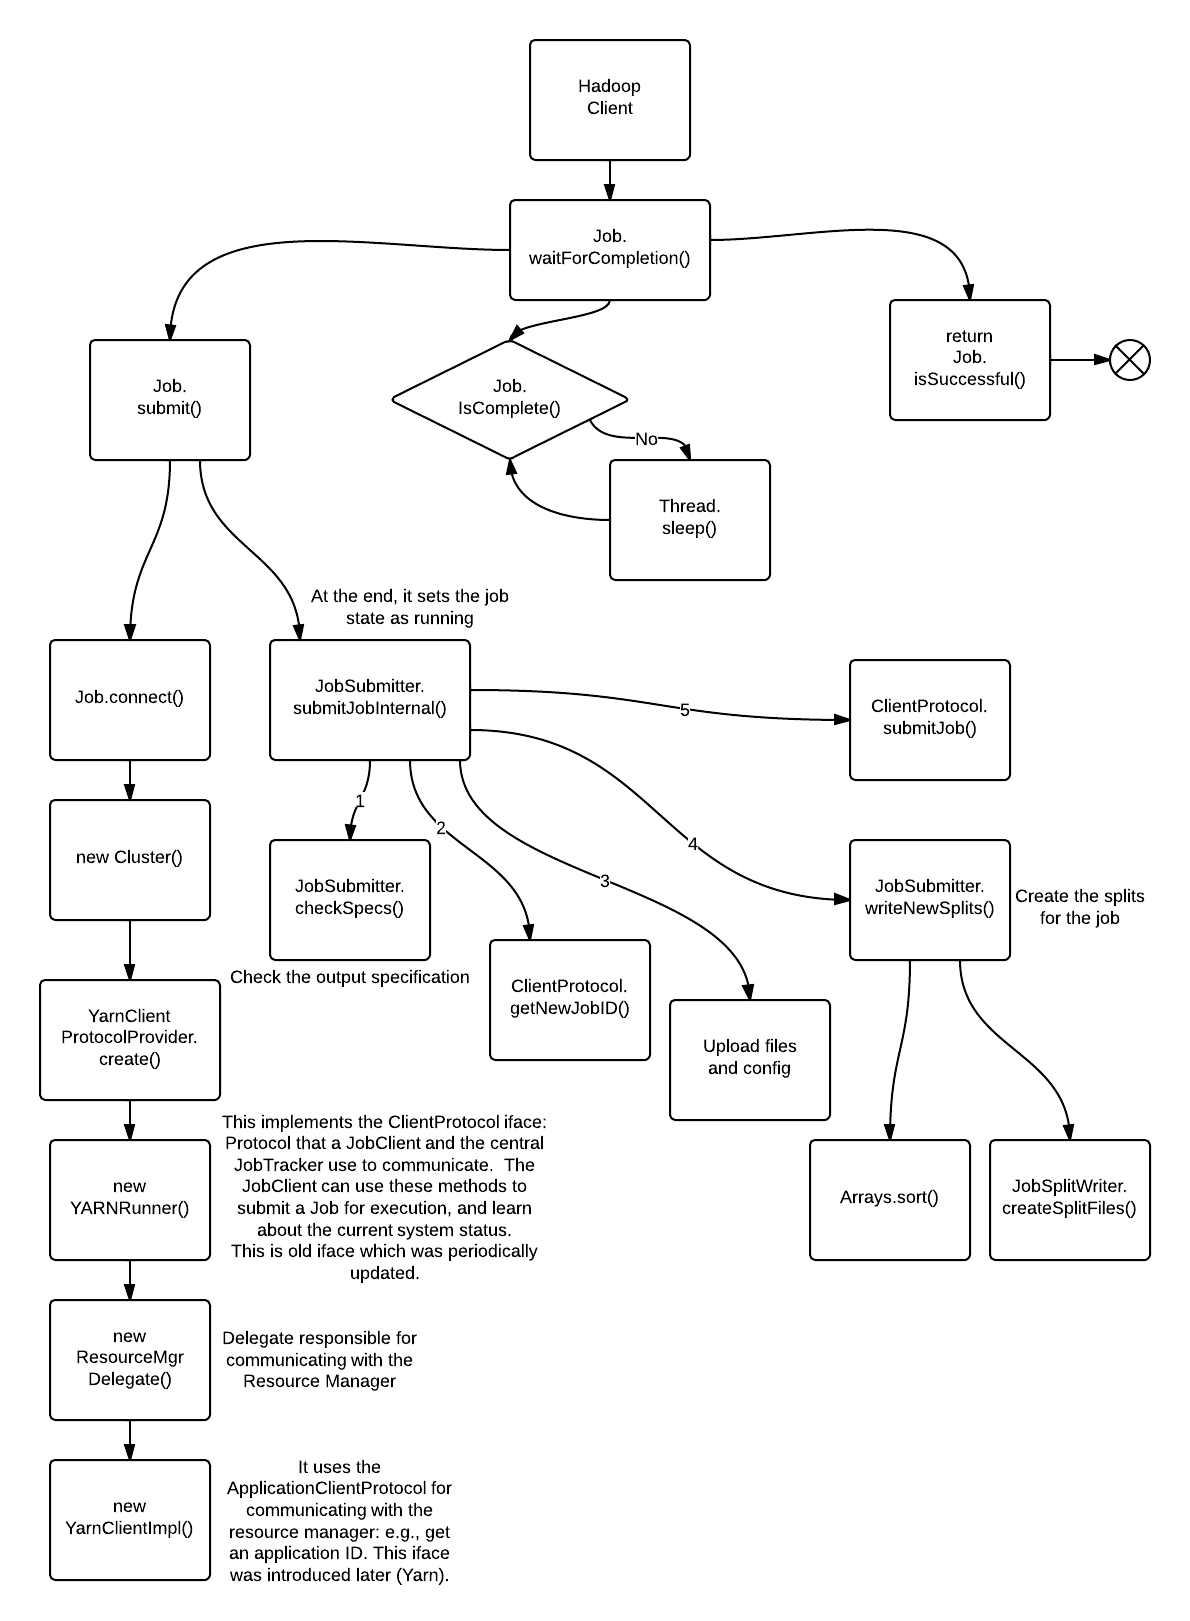 Hadoop
Client
Job.
waitForCompletion()
return
Job.
isSuccessful()
Job.
submit()
Job.
IsComplete()
No
Thread.
sleep()
At the end, it sets the job
state as running
Job.connect()
JobSubmitter.
submitJobInternal()
5
ClientProtocol.
submitJob()
1
2
3
4
new Cluster()
JobSubmitter.
checkSpecs()
Check the output specification
JobSubmitter.
writeNewSplits()
Create the splits
for the job
ClientProtocol.
getNewJobID()
Upload files
and config
YarnClient
ProtocolProvider.
create()
new
YARNRunner()
This implements the ClientProtocol iface:
Protocol that a JobClient and the central
JobTracker use to communicate.  The
JobClient can use these methods to
submit a Job for execution, and learn
about the current system status.
This is old iface which was periodically
updated.
Arrays.sort()
JobSplitWriter.
createSplitFiles()
new
ResourceMgr
Delegate()
Delegate responsible for
communicating with the
Resource Manager
new
YarnClientImpl()
It uses the
ApplicationClientProtocol for
communicating with the
resource manager: e.g., get
an application ID. This iface
was introduced later (Yarn).